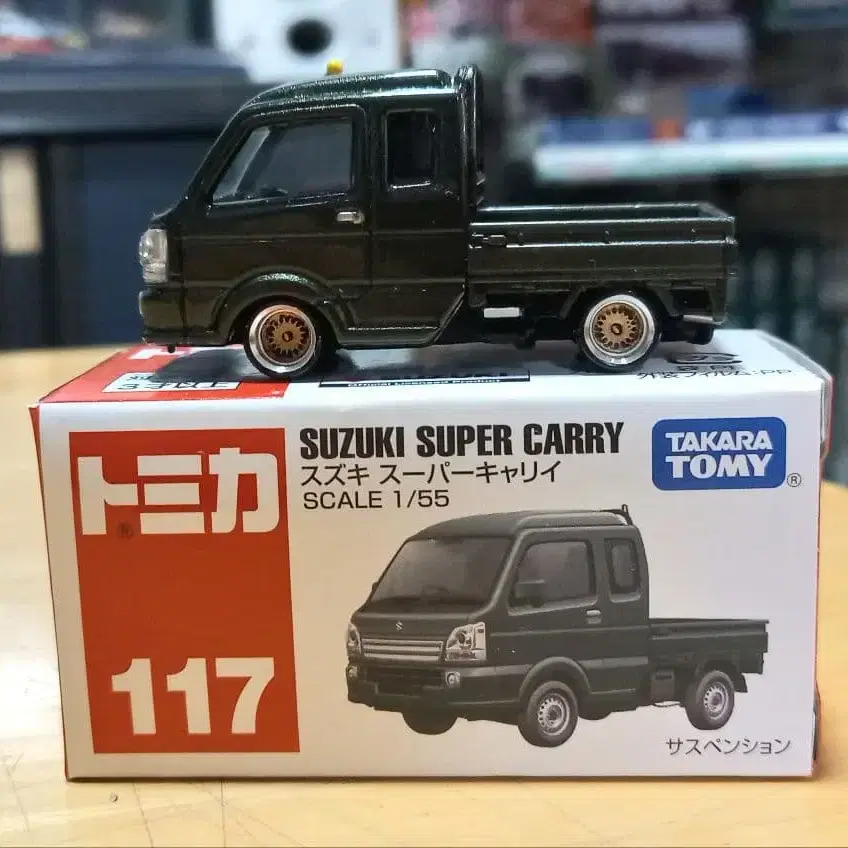 トミカ
®
117
SUZUKI SUPER CARRY
スズキ スーパーキャリイ
SCALE 1/55
TAKARA
TOMY
®
サスペンション